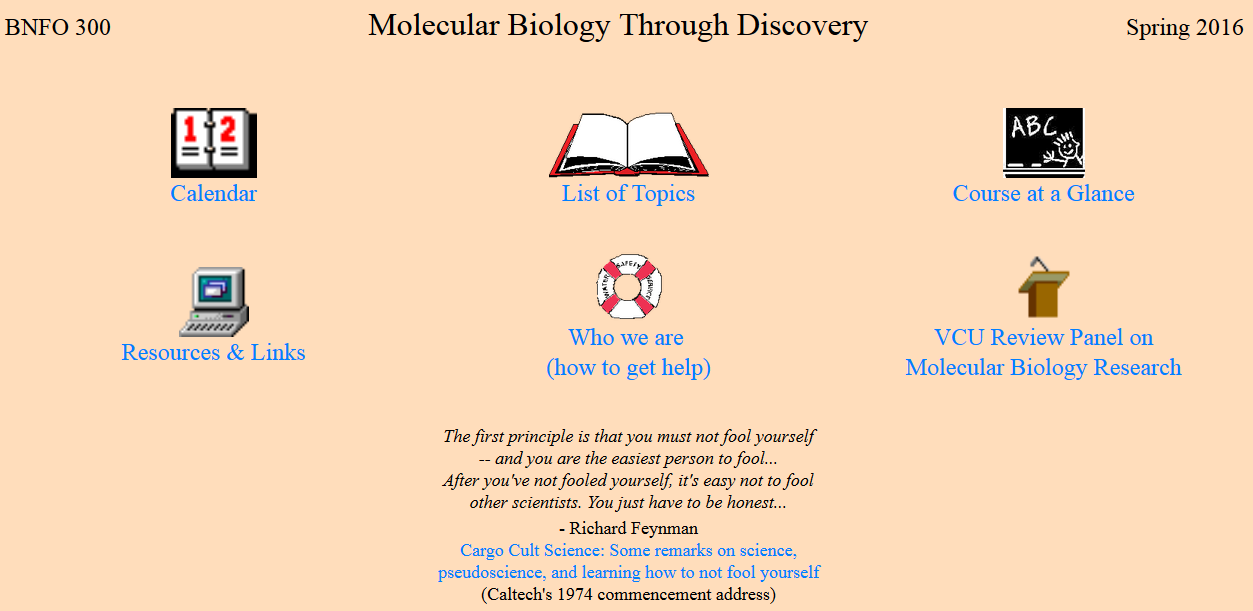 BNFO 300
Molecular Biology Through Discovery
Spring 2016
1 2
ABC
Calendar
List of Topics
Course at a Glance
WATER SAFETY SERVICE
Resources & Links
Who we are
(how to get help)
VCU Review Panel on
Molecular Biology Research
The first principle is that you must not fool yourself
-- and you are the easiest person to fool...
After you've not fooled yourself, it's easy not to fool
other scientists. You just have to be honest...
- Richard Feynman
Cargo Cult Science: Some remarks on science,
pseudoscience, and learning how to not fool yourself
(Caltech's 1974 commencement address)